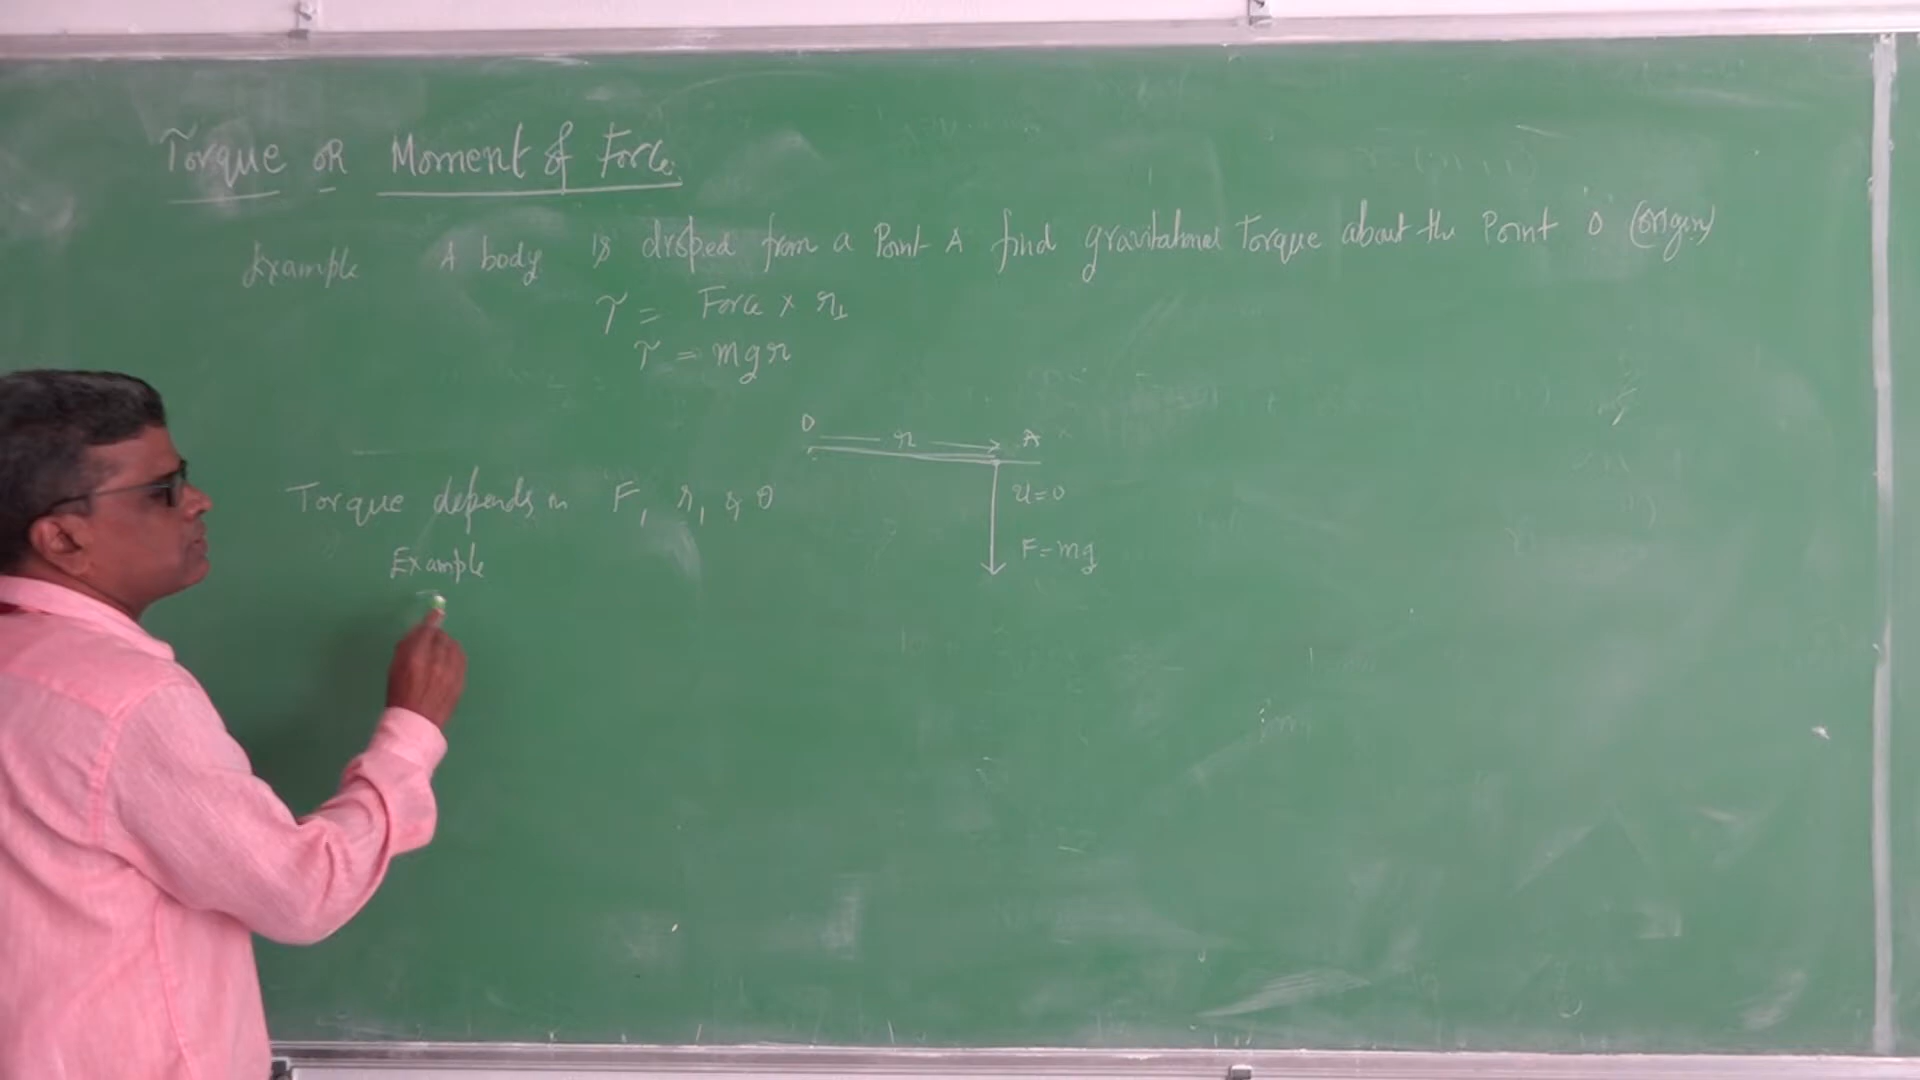 Torque OR Moment of Force
Example A body is droped from a Point A find gravitational Torque about the Point O (origin)
τ = Force × r⊥
τ = mgr
O r A
u=0
F=mg
Torque depends on F, r, & θ
Example